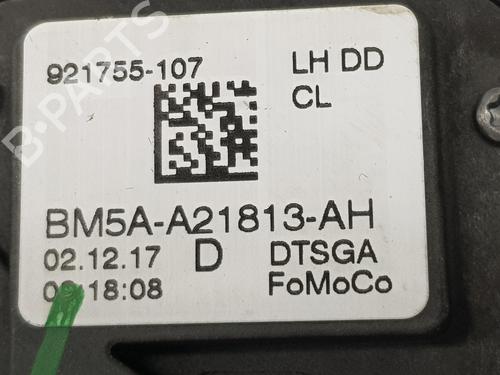 B-PARTS
921755-107 LH DD
CL
BM5A-A21813-AH
02.12.17 D DTSGA
:18:08 FoMoCo